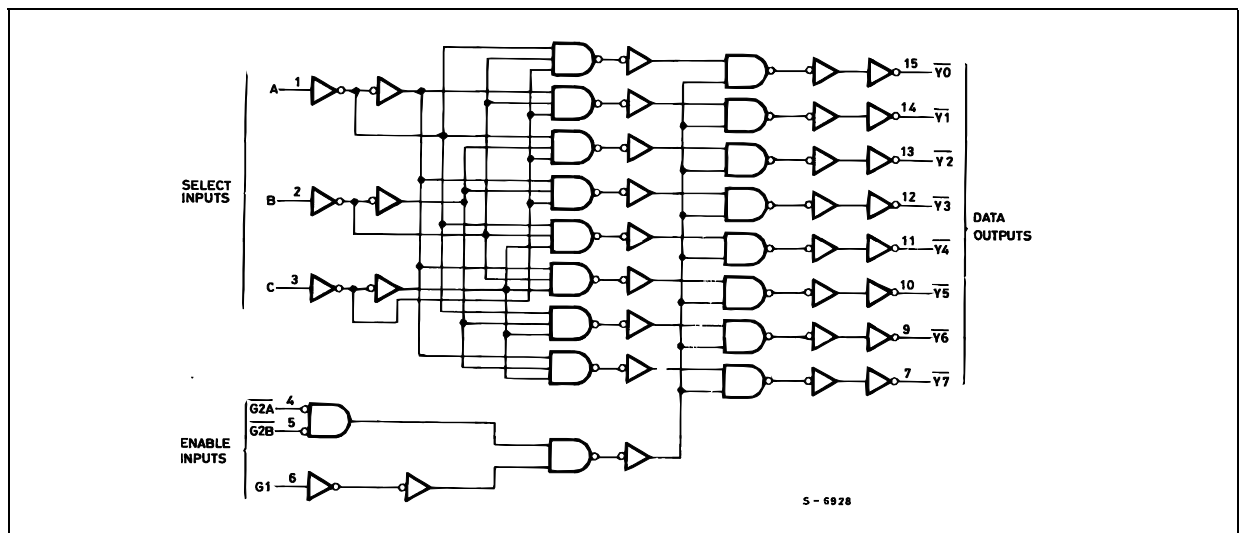 SELECT
INPUTS
A 1
B 2
C 3
ENABLE
INPUTS
G2A 4
G2B 5
G1 6
15 Y0
14 Y1
13 Y2
12 Y3
11 Y4
10 Y5
9 Y6
7 Y7
DATA
OUTPUTS
S - 6928